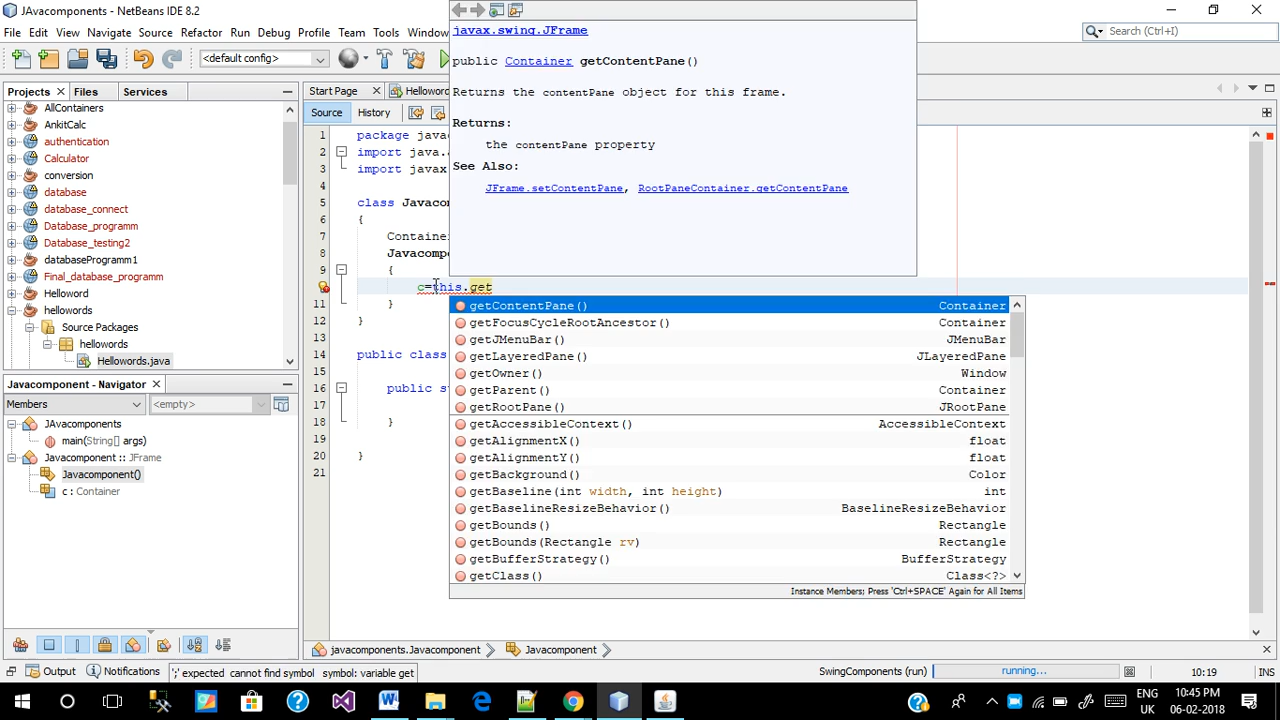 JAvacomponents - NetBeans IDE 8.2
File Edit View Navigate Source Refactor Run Debug Profile Team Tools Window
Search (Ctrl+I)
<default config>
Projects Files Services
AllContainers
AnkitCalc
authentication
Calculator
conversion
database
database_connect
Database_programm
Database_testing2
databaseProgramm1
Final_database_programm
Helloword
hellowords
Source Packages
hellowords
Hellowords.java
Javacomponent - Navigator
Members
<empty>
JAvacomponents
main(String[] args)
Javacomponent :: JFrame
Javacomponent()
c : Container
Start Page
Source History
1 package
2 import java.
3 import javax
4
5 class
6 {
7 Container
8
9 {
c=this.get
11 }
12 }
13
14 public class
15
16 public
17
18 }
19
20 }
21
javax.swing.JFrame
public Container getContentPane()
Returns the contentPane object for this frame.
Returns:
the contentPane property
See Also:
JFrame.setContentPane, RootPaneContainer.getContentPane
getContentPane() Container
getFocusCycleRootAncestor() Container
getJMenuBar() JMenuBar
getLayeredPane() JLayeredPane
getOwner() Window
getParent() Container
getRootPane() JRootPane
getAccessibleContext() AccessibleContext
getAlignmentX() float
getAlignmentY() float
getBackground() Color
getBaseline(int width, int height) int
getBaselineResizeBehavior() BaselineResizeBehavior
getBounds() Rectangle
getBounds(Rectangle rv) Rectangle
getBufferStrategy() BufferStrategy
getClass() Class<?>
Instance Members; Press 'Ctrl+SPACE' Again for All Items
javacomponents.Javacomponent Javacomponent
Output Notifications ';' expected cannot find symbol symbol: variable get SwingComponents (run) running... 10:19 INS
ENG
UK
10:45 PM
06-02-2018